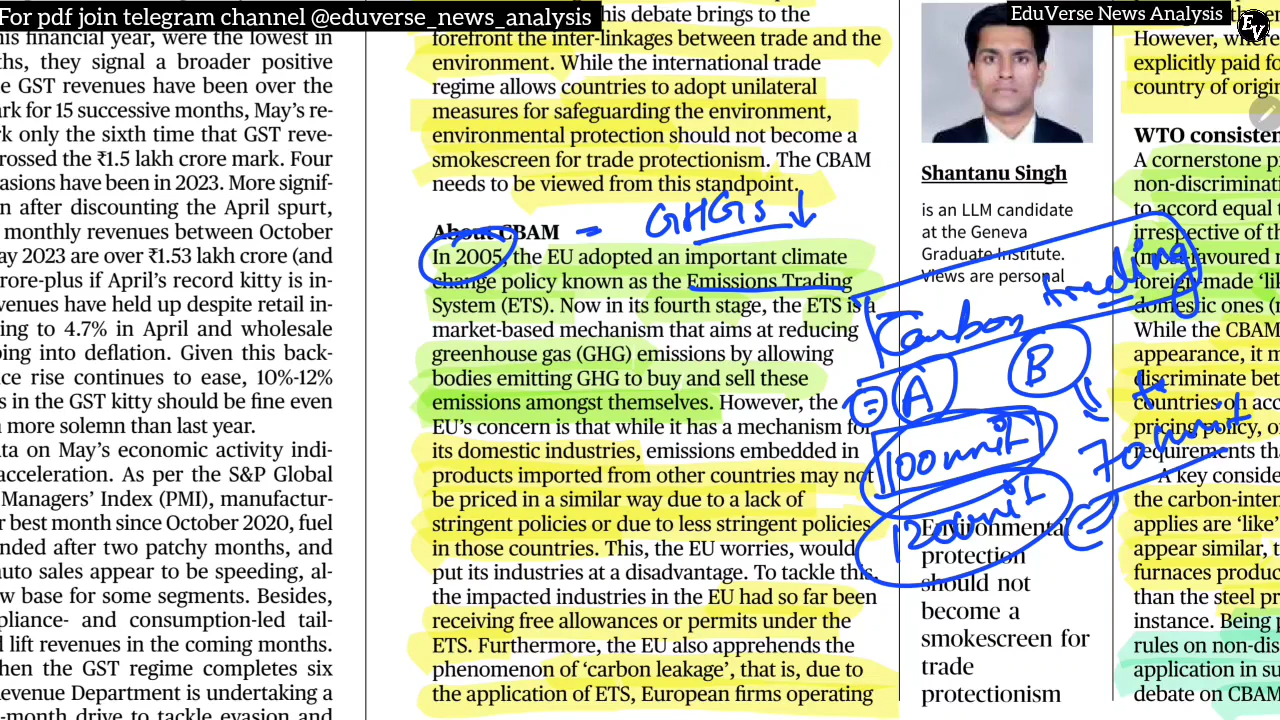 For pdf join telegram channel @eduverse_news_analysis
EduVerse News Analysis
EV
his financial year, were the lowest in
ths, they signal a broader positive
e GST revenues have been over the
ark for 15 successive months, May's re-
rk only the sixth time that GST reve-
crossed the ₹1.5 lakh crore mark. Four
asions have been in 2023. More signif-
n after discounting the April spurt,
monthly revenues between October
ay 2023 are over ₹1.53 lakh crore (and
rore-plus if April's record kitty is in-
venues have held up despite retail in-
ing to 4.7% in April and wholesale
ping into deflation. Given this back-
ce rise continues to ease, 10%-12%
s in the GST kitty should be fine even
n more solemn than last year.
ata on May's economic activity indi-
acceleration. As per the S&P Global
Managers' Index (PMI), manufactur-
r best month since October 2020, fuel
nded after two patchy months, and
auto sales appear to be speeding, al-
w base for some segments. Besides,
pliance- and consumption-led tail-
d lift revenues in the coming months.
hen the GST regime completes six
Revenue Department is undertaking a
-month drive to tackle evasion and
his debate brings to the
forefront the inter-linkages between trade and the
environment. While the international trade
regime allows countries to adopt unilateral
measures for safeguarding the environment,
environmental protection should not become a
smokescreen for trade protectionism. The CBAM
needs to be viewed from this standpoint.
About CBAM = GHGs ↓
In 2005, the EU adopted an important climate
change policy known as the Emissions Trading
System (ETS). Now in its fourth stage, the ETS is a
market-based mechanism that aims at reducing
greenhouse gas (GHG) emissions by allowing
bodies emitting GHG to buy and sell these
emissions amongst themselves. However, the
EU's concern is that while it has a mechanism for
its domestic industries, emissions embedded in
products imported from other countries may not
be priced in a similar way due to a lack of
stringent policies or due to less stringent policies
in those countries. This, the EU worries, would
put its industries at a disadvantage. To tackle this,
the impacted industries in the EU had so far been
receiving free allowances or permits under the
ETS. Furthermore, the EU also apprehends the
phenomenon of 'carbon leakage', that is, due to
the application of ETS, European firms operating
Shantanu Singh
is an LLM candidate
at the Geneva
Graduate Institute.
Views are personal
Carbon trading
A
B
100 unit
120 unit
70 unit
Environmental
protection
should not
become a
smokescreen for
trade
protectionism
However, where
explicitly paid fo
country of origin
WTO consisten
A cornerstone p
non-discriminati
to accord equal t
irrespective of th
(most-favoured
foreign-made 'lik
domestic ones (
While the CBAM
appearance, it m
discriminate bet
countries on acc
pricing policy, o
requirements tha
A key conside
the carbon-inten
applies are 'like'
appear similar, t
furnaces produc
than the steel pr
instance. Being p
rules on non-dis
application in su
debate on CBAM